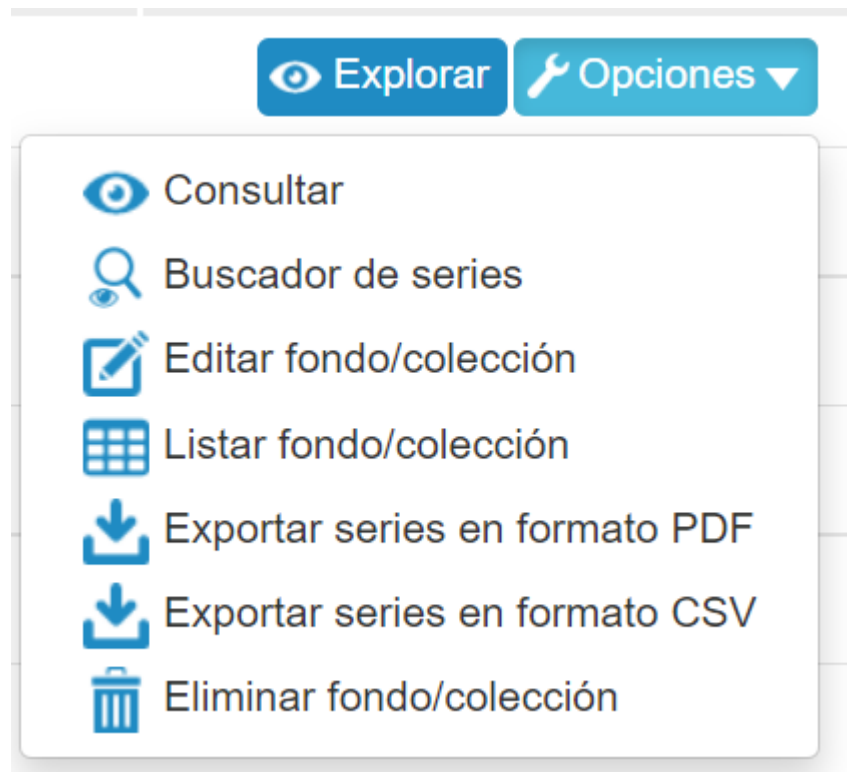 Explorar Opciones
Consultar
Buscador de series
Editar fondo/colección
Listar fondo/colección
Exportar series en formato PDF
Exportar series en formato CSV
Eliminar fondo/colección